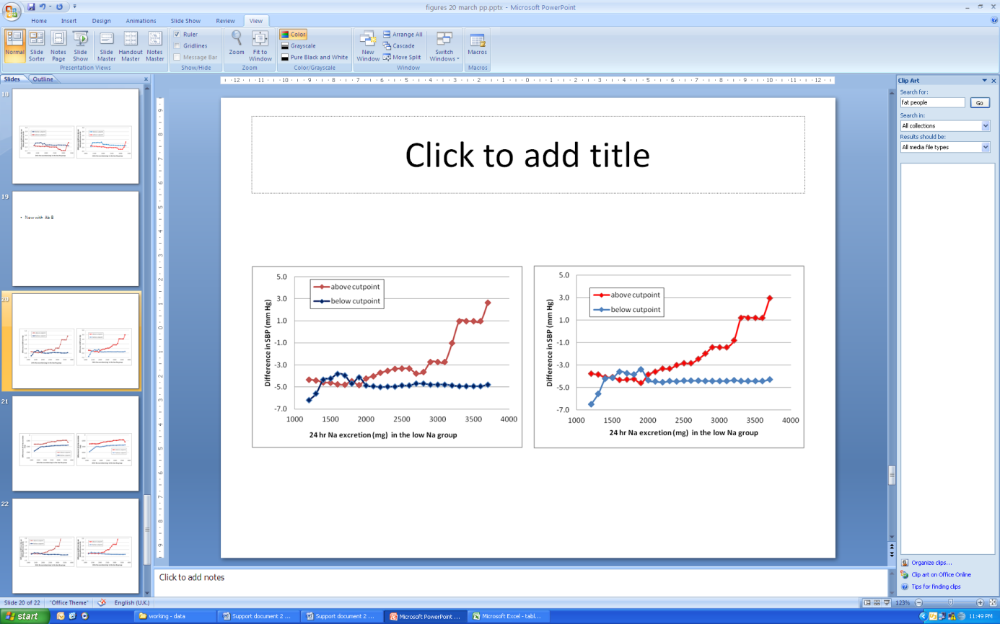 figures 20 march pp.pptx - Microsoft PowerPoint
Home Insert Design Animations Slide Show Review View
Normal
Slide Sorter
Notes Page
Slide Show
Slide Master
Handout Master
Notes Master
Presentation Views
Ruler
Gridlines
Message Bar
Show/Hide
Zoom
Fit to Window
Zoom
Color
Grayscale
Pure Black and White
Color/Grayscale
New Window
Arrange All
Cascade
Move Split
Switch Windows
Window
Macros
Macros
Slides Outline
18
19
• Now with Ab B
20
21
22
Click to add title
5.0
3.0
1.0
-1.0
-3.0
-5.0
-7.0
Difference in SBP (mm Hg)
above cutpoint
below cutpoint
1000 1500 2000 2500 3000 3500 4000
24 hr Na excretion (mg) in the low Na group
5.0
3.0
1.0
-1.0
-3.0
-5.0
-7.0
Difference in SBP (mm Hg)
above cutpoint
below cutpoint
1000 1500 2000 2500 3000 3500 4000
24 hr Na excretion (mg) in the low Na group
Click to add notes
Clip Art
Search for:
fat people
Go
Search in:
All collections
Results should be:
All media file types
Organize clips...
Clip art on Office Online
Tips for finding clips
Slide 20 of 22 "Office Theme" English (U.K.) 123%
start working - data Support document 2 ... Support document 2 ... Microsoft PowerPoint ... Microsoft Excel - tabl... 11:49 PM